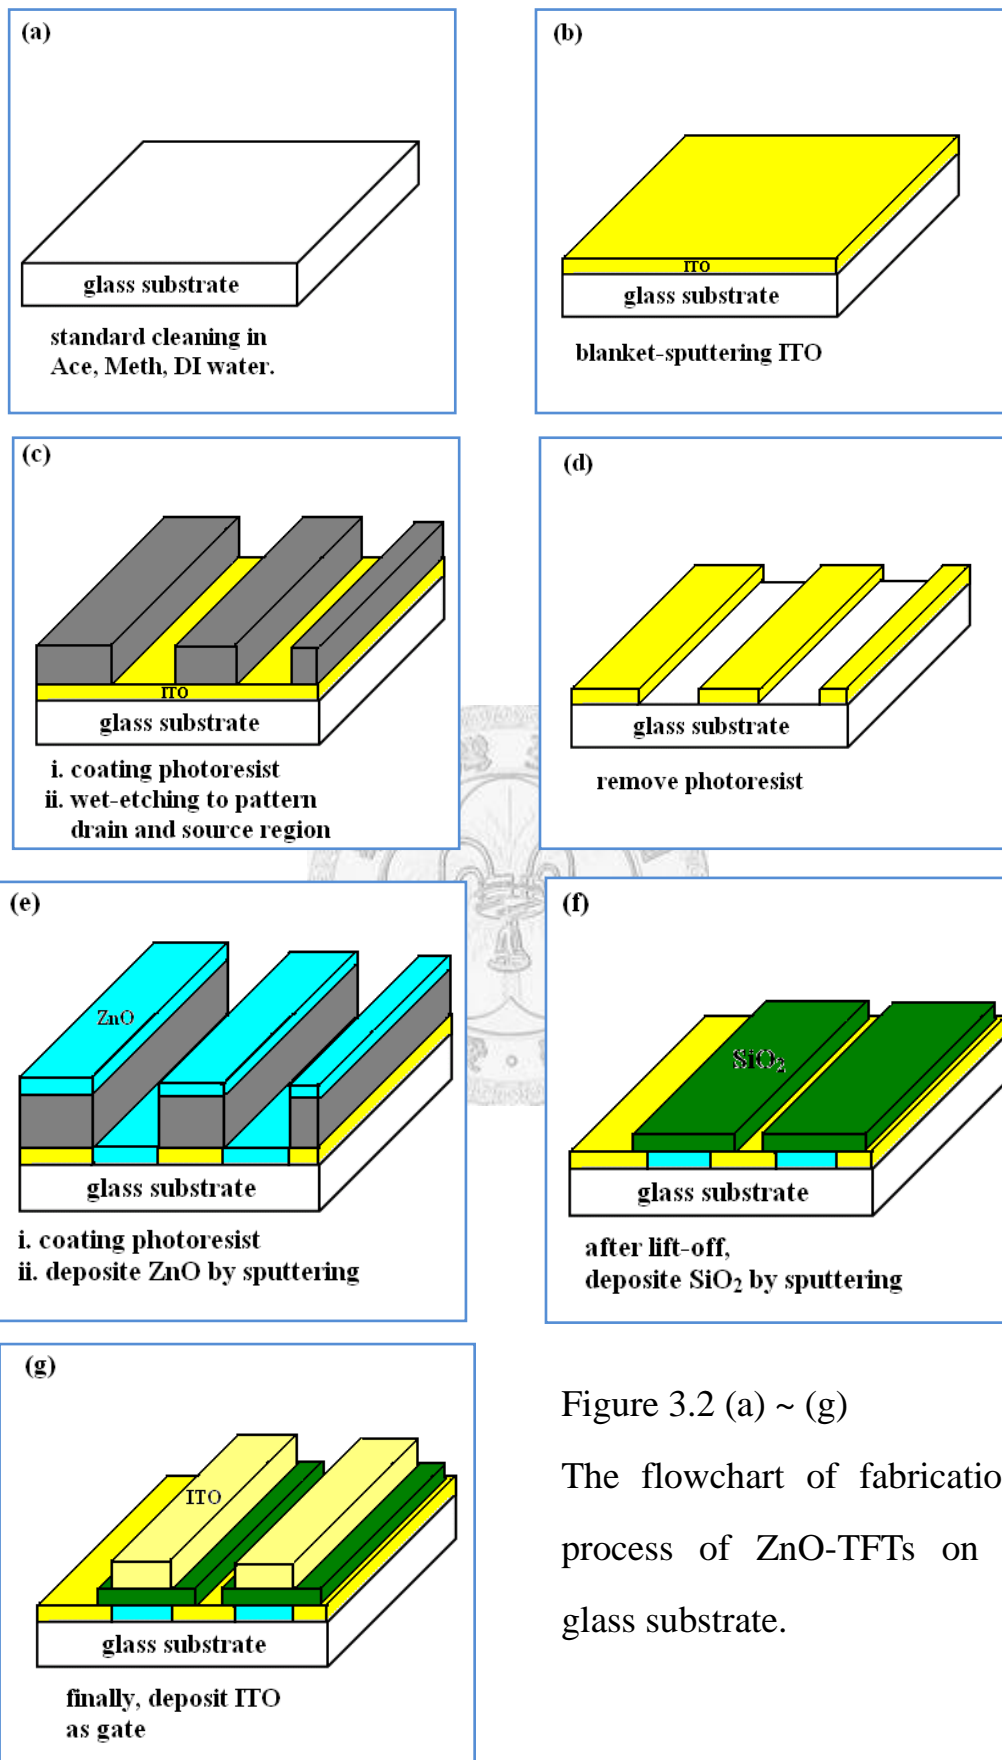 (a)
glass substrate
standard cleaning in
Ace, Meth, DI water.
(b)
ITO
glass substrate
blanket-sputtering ITO
(c)
ITO
glass substrate
i. coating photoresist
ii. wet-etching to pattern
drain and source region
(d)
glass substrate
remove photoresist
(e)
ZnO
glass substrate
i. coating photoresist
ii. deposite ZnO by sputtering
(f)
SiO₂
glass substrate
after lift-off,
deposite SiO₂ by sputtering
(g)
ITO
glass substrate
finally, deposit ITO
as gate
Figure 3.2 (a) ~ (g)
The flowchart of fabricatio
process of ZnO-TFTs on
glass substrate.